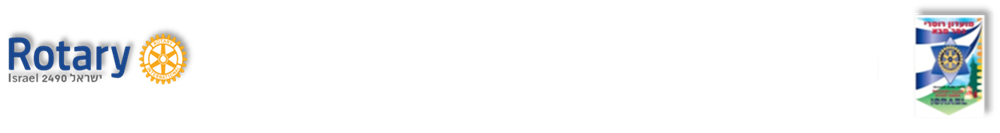 Rotary
Israel 2490 ישראל
ROTARY
INTERNATIONAL
מועדון רוטרי
כפר סבא
ISRAEL